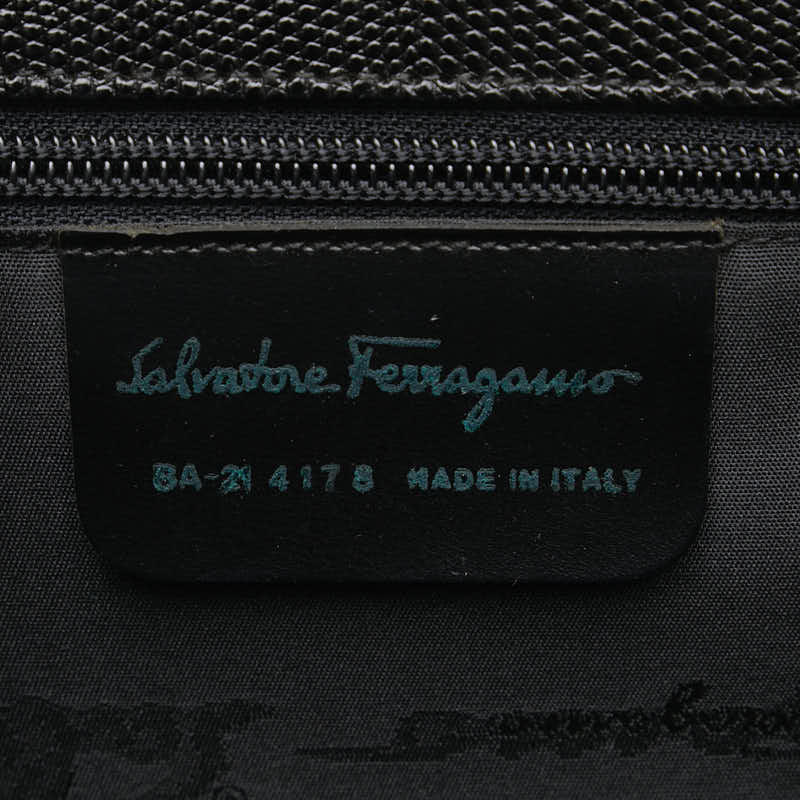 Salvatore Ferragamo
BA-21 4178 MADE IN ITALY